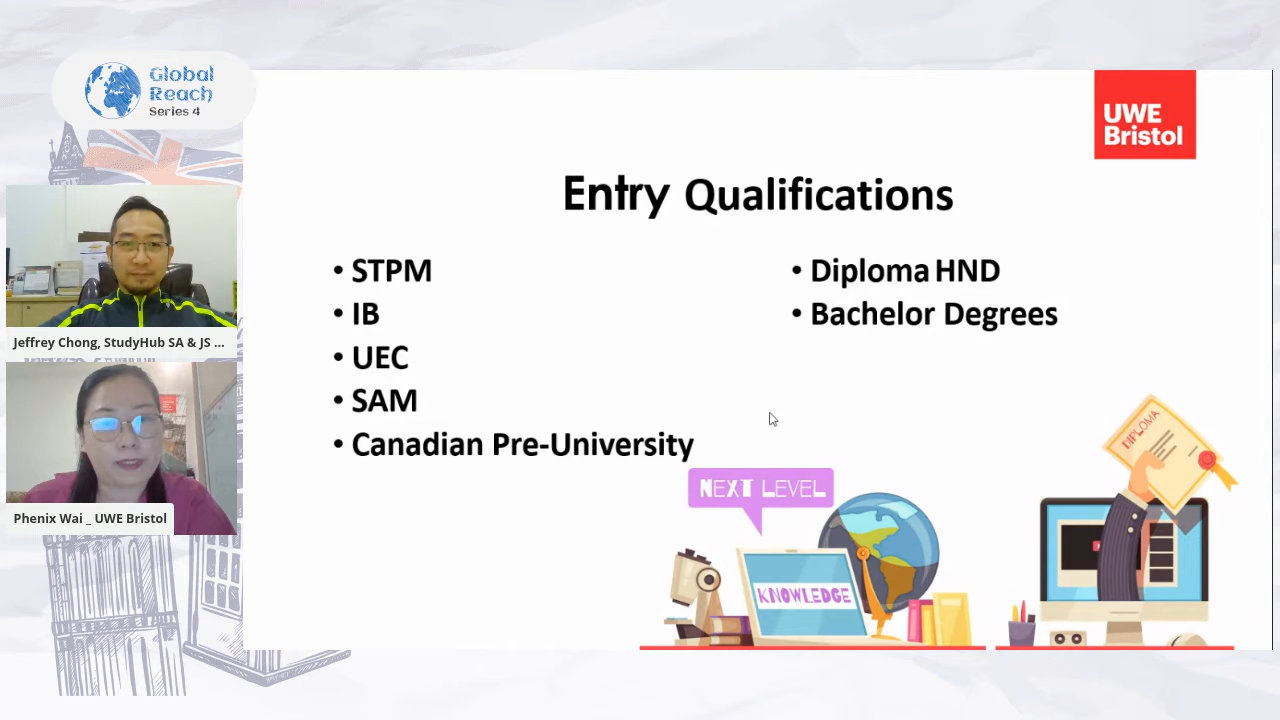 Global
Reach
Series 4
UWE
Bristol
Entry Qualifications
• STPM
• IB
• UEC
• SAM
• Canadian Pre-University
• Diploma HND
• Bachelor Degrees
Jeffrey Chong, StudyHub SA & JS ...
Phenix Wai _ UWE Bristol
NEXT LEVEL
KNOWLEDGE
DIPLOMA